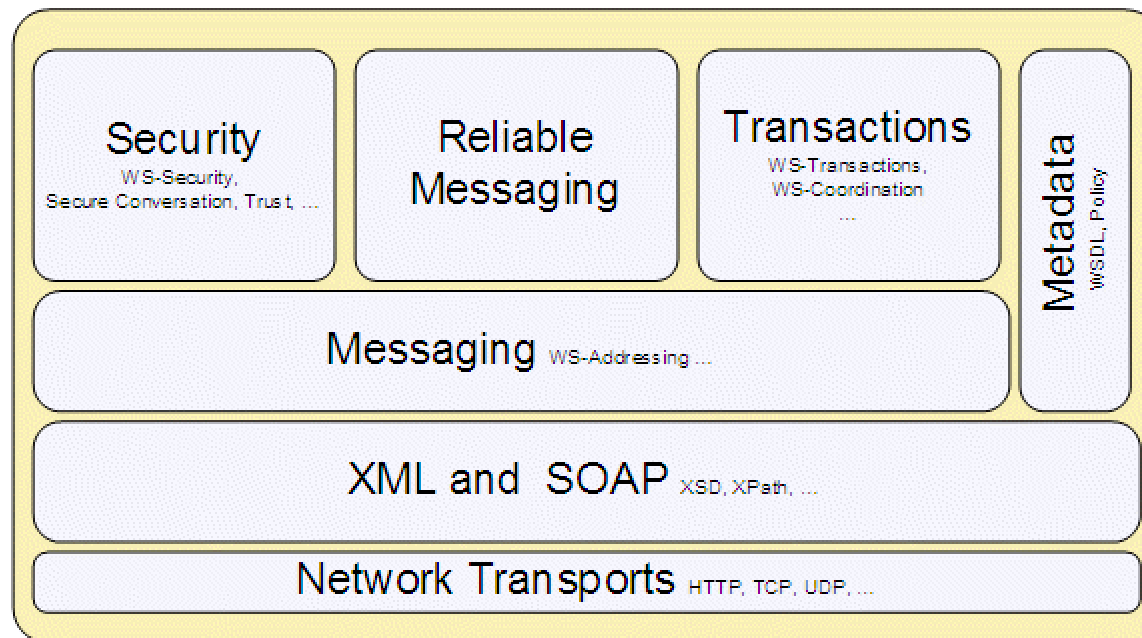 Security
WS-Security,
Secure Conversation, Trust, ...
Reliable
Messaging
Transactions
WS-Transactions,
WS-Coordination
...
Metadata
WSDL, Policy
Messaging WS-Addressing ...
XML and SOAP XSD, XPath, ...
Network Transports HTTP, TCP, UDP, ...